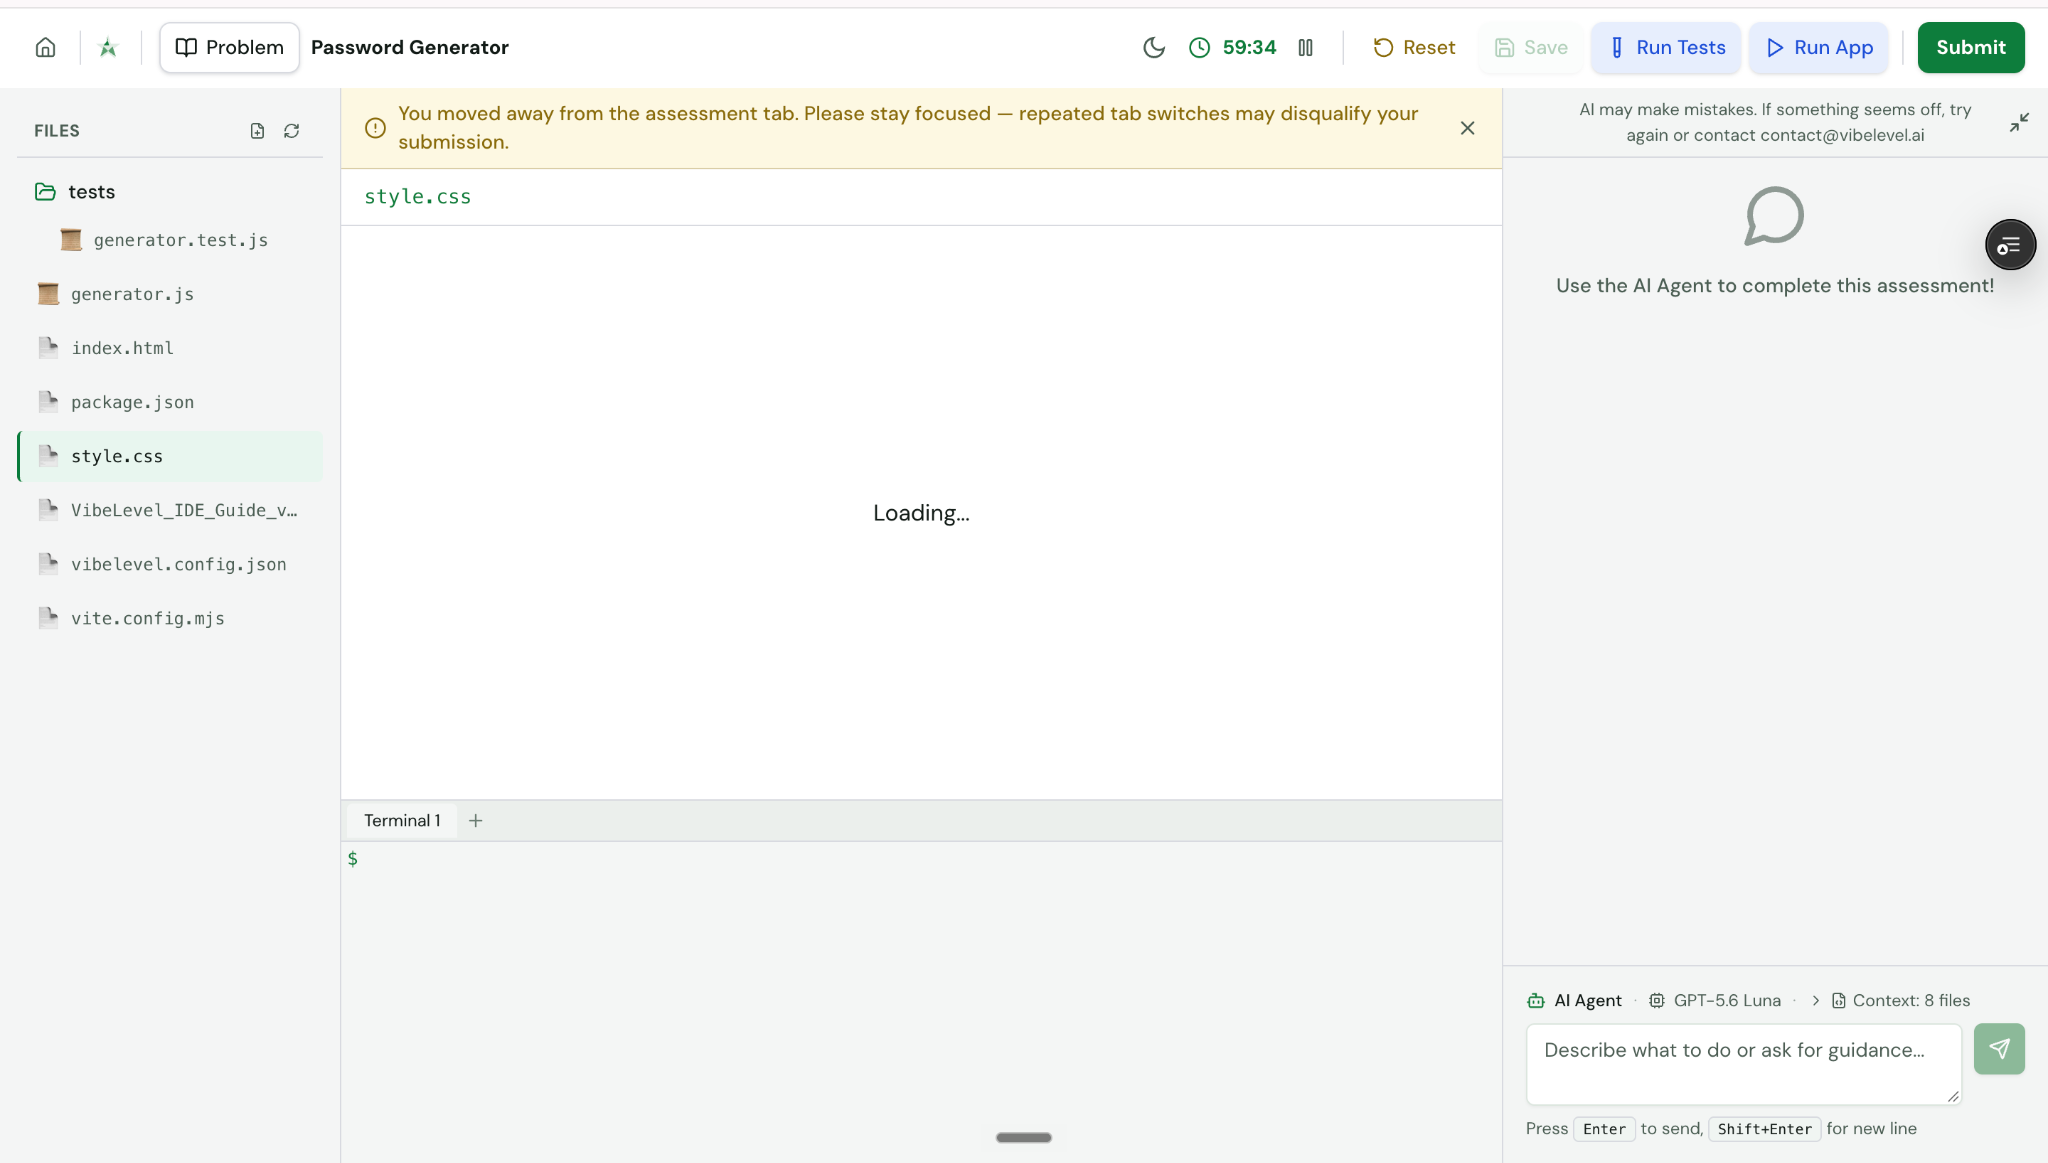 Problem
Password Generator
59:34
Reset
Save
Run Tests
Run App
Submit
FILES
tests
generator.test.js
generator.js
index.html
package.json
style.css
VibeLevel_IDE_Guide_v…
vibelevel.config.json
vite.config.mjs
You moved away from the assessment tab. Please stay focused — repeated tab switches may disqualify your
submission.
style.css
Loading...
Terminal 1
$
AI may make mistakes. If something seems off, try
again or contact contact@vibelevel.ai
Use the AI Agent to complete this assessment!
AI Agent · GPT-5.6 Luna · > Context: 8 files
Describe what to do or ask for guidance...
Press Enter to send, Shift+Enter for new line